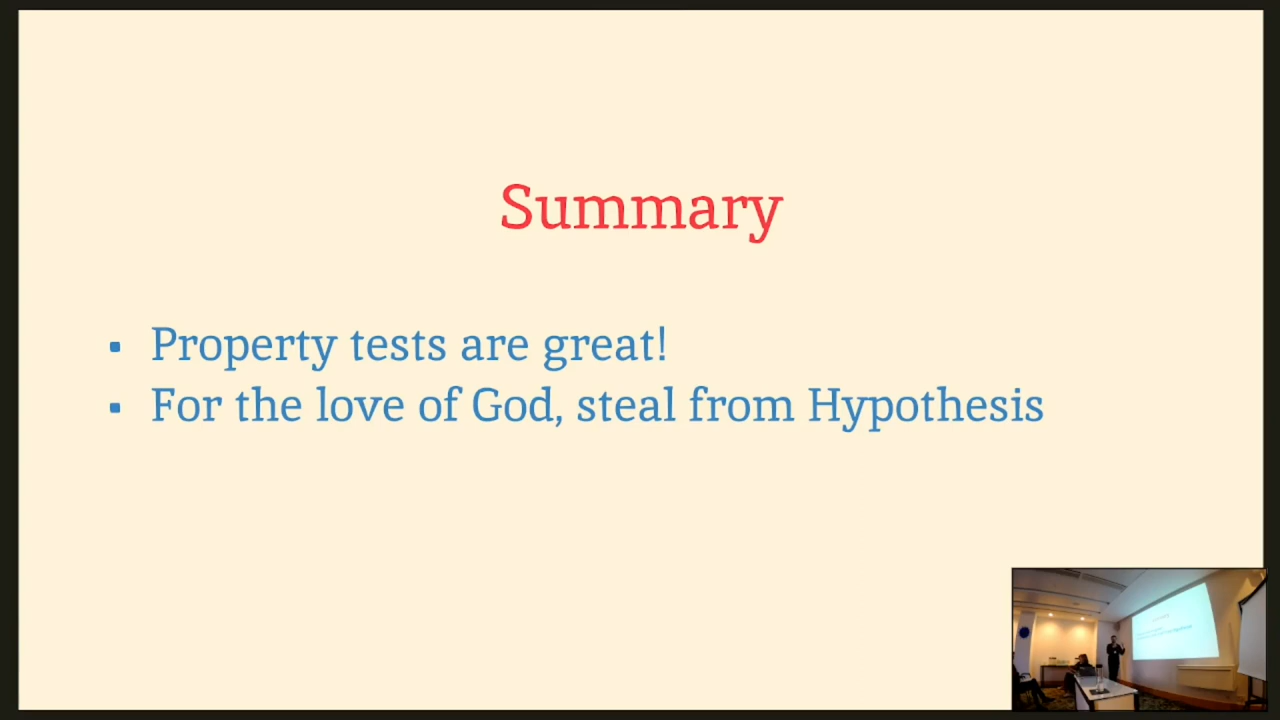 Summary
▪ Property tests are great!
▪ For the love of God, steal from Hypothesis